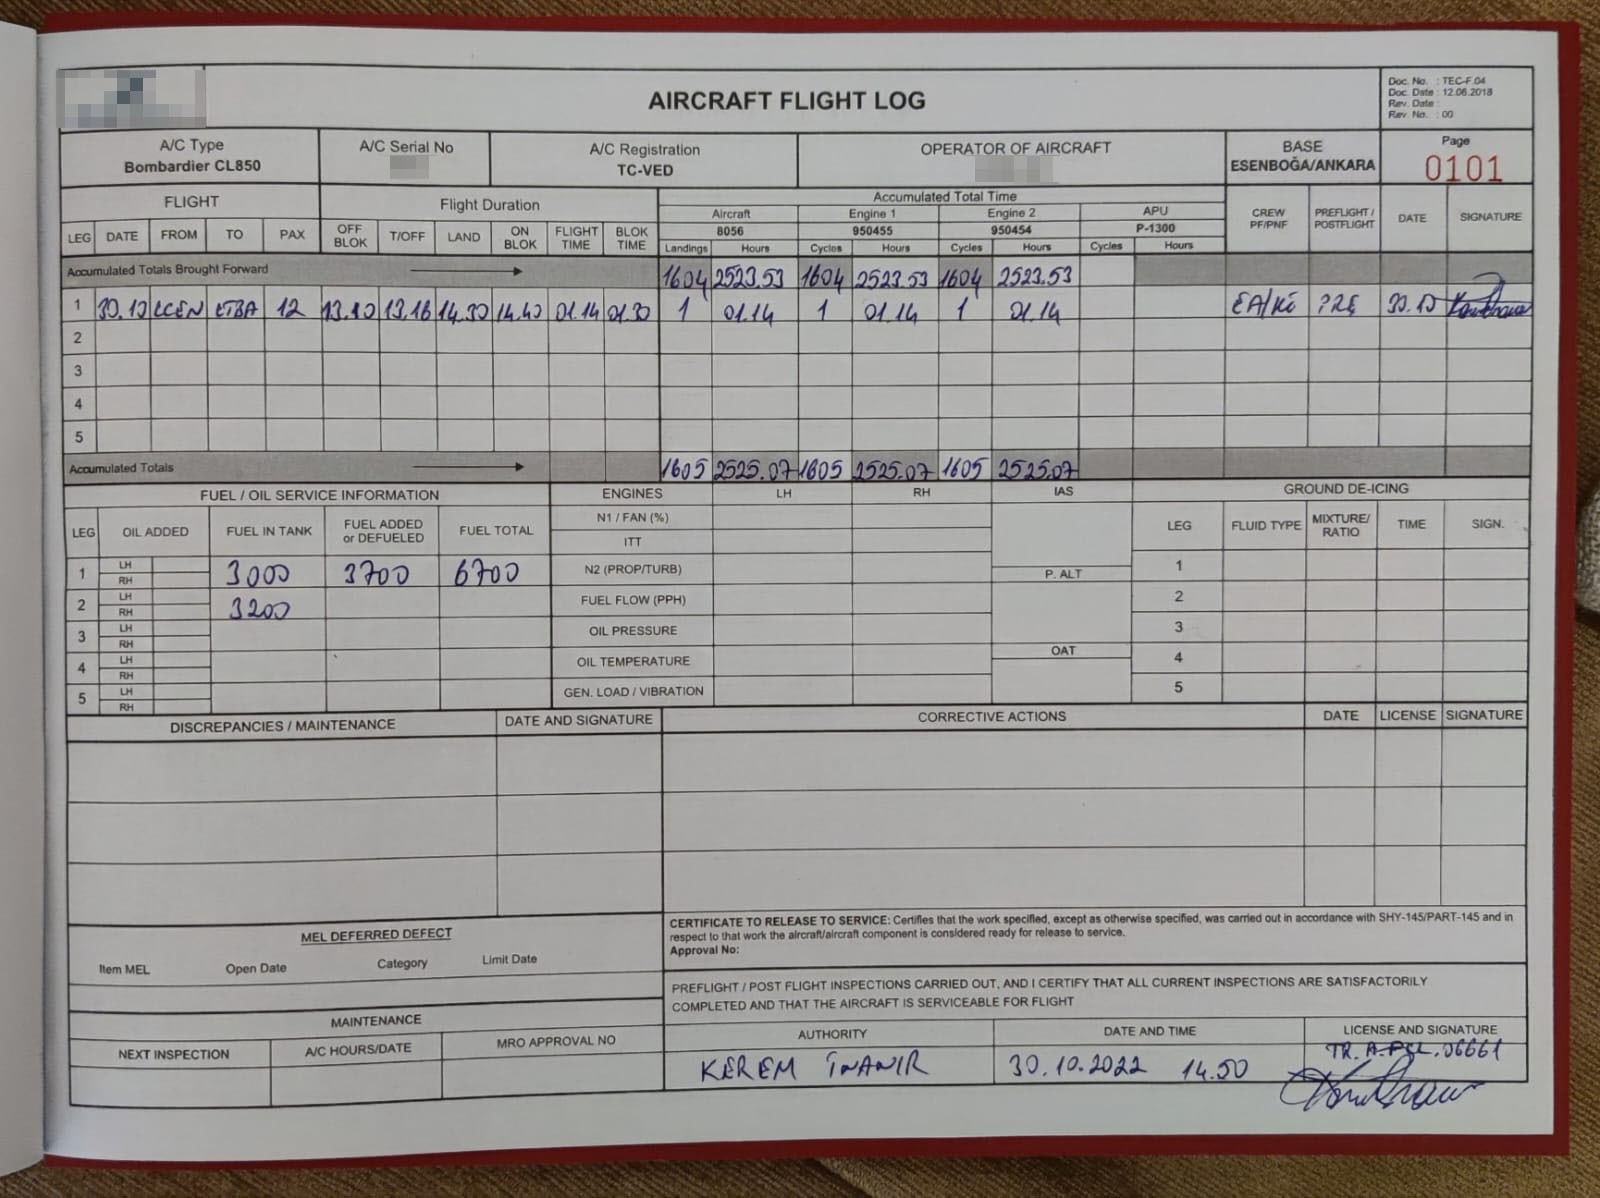 AIRCRAFT FLIGHT LOG
Doc. No. : TEC-F.04
Doc. Date : 12.06.2018
Rev. Date :
Rev. No. : 00
A/C Type
Bombardier CL850
A/C Serial No
A/C Registration
TC-VED
OPERATOR OF AIRCRAFT
BASE
ESENBOĞA/ANKARA
Page
0101
FLIGHT Flight Duration Accumulated Total Time
Aircraft Engine 1 Engine 2 APU
8056 950455 950454 P-1300
LEG DATE FROM TO PAX OFF BLOK T/OFF LAND ON BLOK FLIGHT TIME BLOK TIME Landings Hours Cycles Hours Cycles Hours Cycles Hours CREW PF/PNF PREFLIGHT / POSTFLIGHT DATE SIGNATURE
Accumulated Totals Brought Forward 1604 2523.53 1604 2523.53 1604 2523.53
1 30.10 LCEN ETBA 12 13.10 13.16 14.30 14.40 01.14 01.30 1 01.14 1 01.14 1 01.14 EA/Kİ PRE 30.10
2
3
4
5
Accumulated Totals 1605 2525.07 1605 2525.07 1605 2525.07
FUEL / OIL SERVICE INFORMATION ENGINES LH RH IAS GROUND DE-ICING
LEG OIL ADDED FUEL IN TANK FUEL ADDED or DEFUELED FUEL TOTAL
N1 / FAN (%)
ITT
LEG FLUID TYPE MIXTURE/ RATIO TIME SIGN.
1 LH RH 3000 3700 6700 N2 (PROP/TURB) P. ALT 1
2 LH RH 3200 FUEL FLOW (PPH) 2
3 LH RH OIL PRESSURE 3
4 LH RH OIL TEMPERATURE OAT 4
5 LH RH GEN. LOAD / VIBRATION 5
DISCREPANCIES / MAINTENANCE DATE AND SIGNATURE CORRECTIVE ACTIONS DATE LICENSE SIGNATURE
MEL DEFERRED DEFECT
Item MEL Open Date Category Limit Date
CERTIFICATE TO RELEASE TO SERVICE: Certifies that the work specified, except as otherwise specified, was carried out in accordance with SHY-145/PART-145 and in
respect to that work the aircraft/aircraft component is considered ready for release to service.
Approval No:
PREFLIGHT / POST FLIGHT INSPECTIONS CARRIED OUT, AND I CERTIFY THAT ALL CURRENT INSPECTIONS ARE SATISFACTORILY
COMPLETED AND THAT THE AIRCRAFT IS SERVICEABLE FOR FLIGHT
MAINTENANCE
NEXT INSPECTION A/C HOURS/DATE MRO APPROVAL NO
AUTHORITY DATE AND TIME LICENSE AND SIGNATURE
KEREM İNANIR 30.10.2022 14.50 TR.A.PCL.06661